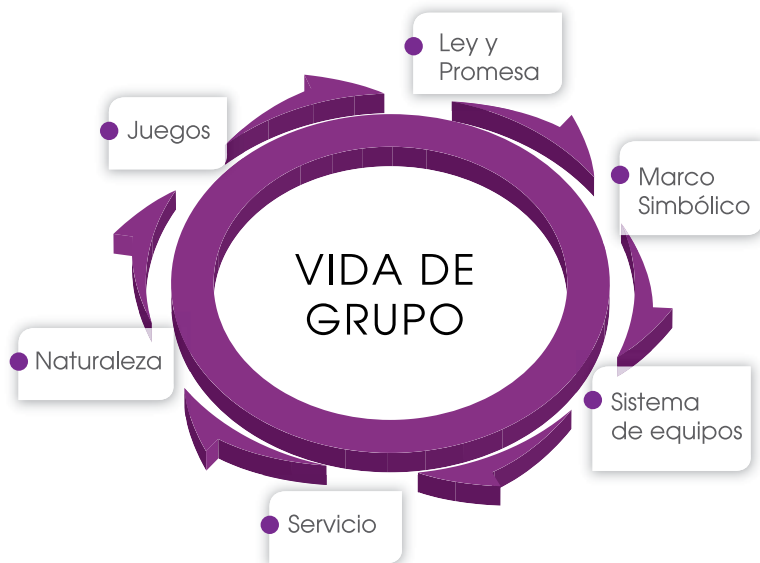 Ley y
Promesa
Juegos
Marco
Simbólico
VIDA DE
GRUPO
Naturaleza
Sistema
de equipos
Servicio